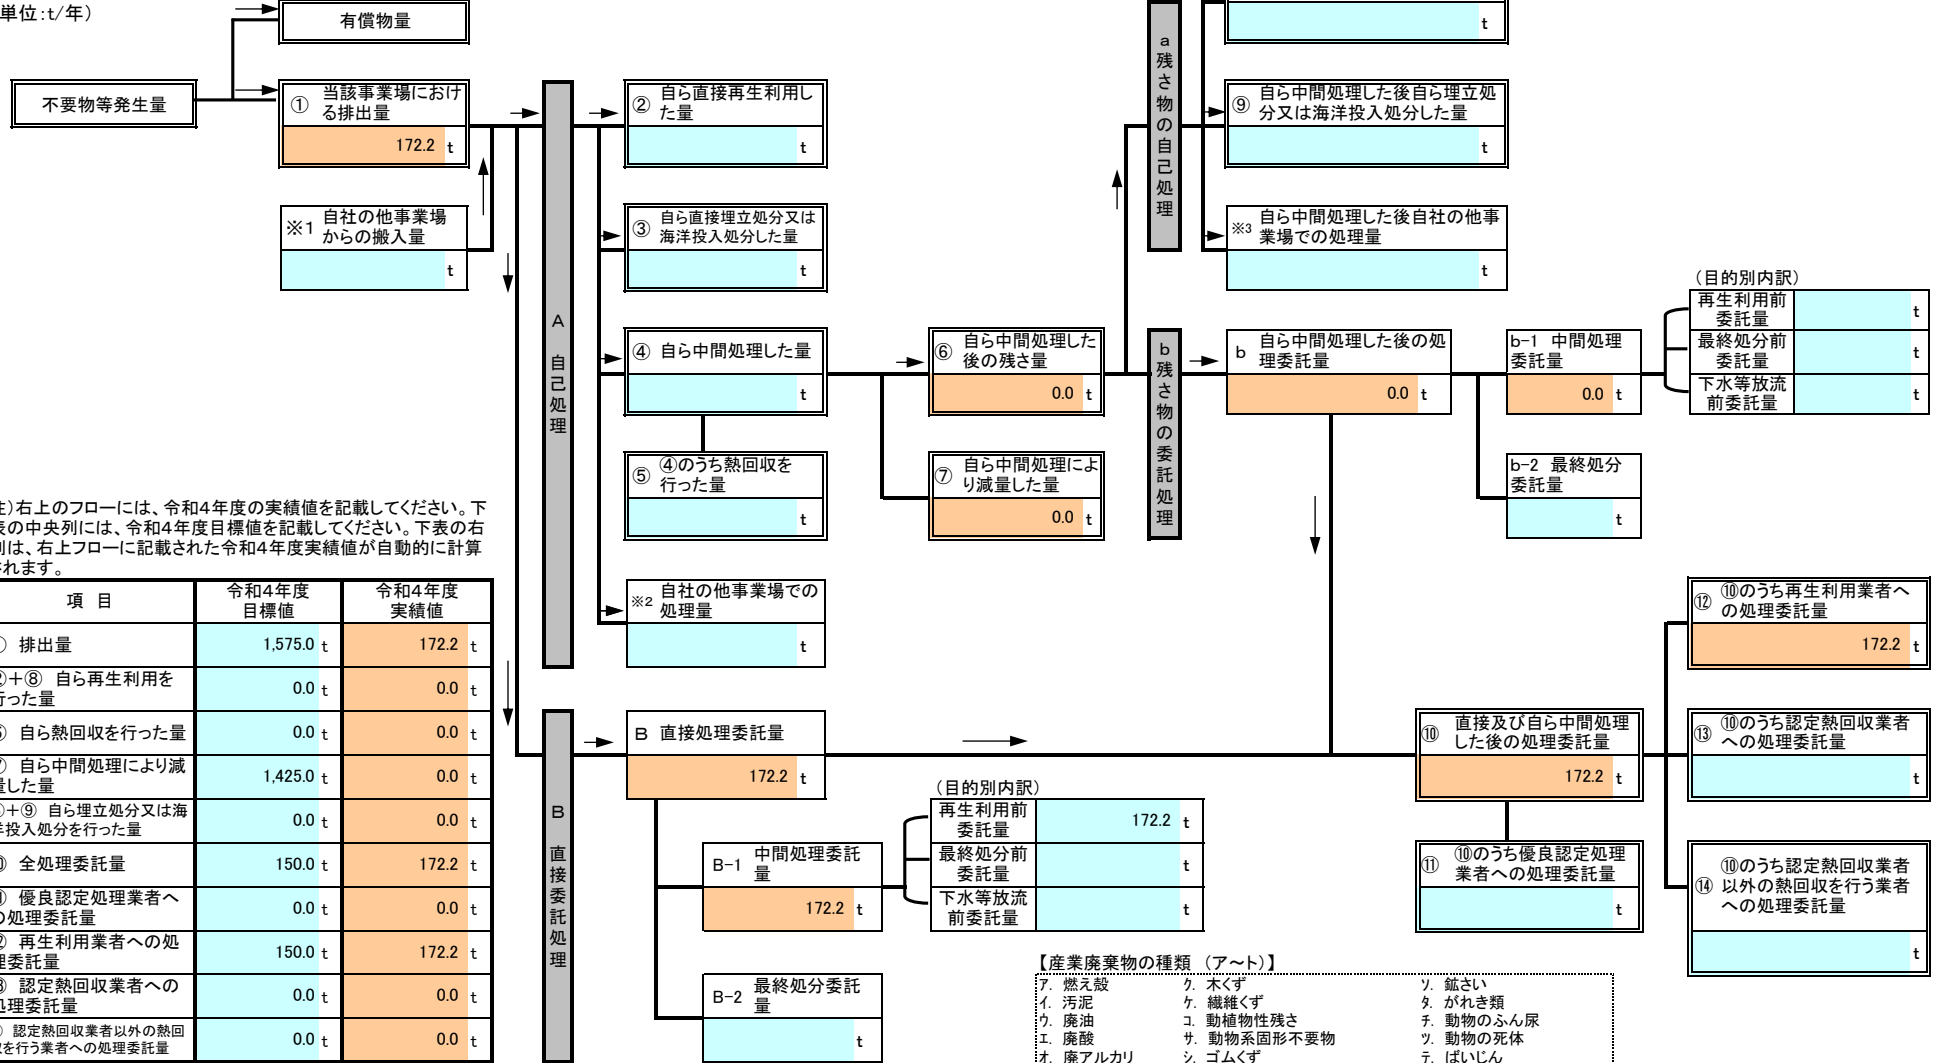 単位:t/年）
有償物量
不要物等発生量
① 当該事業場におけ
る排出量
172.2 t
※1 自社の他事業場
からの搬入量
t
A 自己処理
② 自ら直接再生利用し
た量
t
③ 自ら直接埋立処分又は
海洋投入処分した量
t
④ 自ら中間処理した量
t
⑤ ④のうち熱回収を
行った量
t
※2 自社の他事業場での
処理量
t
⑥ 自ら中間処理した
後の残さ量
0.0 t
⑦ 自ら中間処理によ
り減量した量
0.0 t
a 残さ物の自己処理
t
⑨ 自ら中間処理した後自ら埋立処
分又は海洋投入処分した量
t
※3 自ら中間処理した後自社の他事
業場での処理量
t
b 残さ物の委託処理
b 自ら中間処理した後の処
理委託量
0.0 t
b-1 中間処理
委託量
0.0 t
b-2 最終処分
委託量
t
（目的別内訳）
再生利用前
委託量
t
最終処分前
委託量
t
下水等放流
前委託量
t
注）右上のフローには、令和４年度の実績値を記載してください。下
表の中央列には、令和４年度目標値を記載してください。下表の右
列は、右上フローに記載された令和４年度実績値が自動的に計算
されます。
項 目 令和４年度
目標値 令和４年度
実績値
① 排出量 1,575.0 t 172.2 t
②＋⑧ 自ら再生利用を
行った量 0.0 t 0.0 t
⑤ 自ら熱回収を行った量 0.0 t 0.0 t
⑦ 自ら中間処理により減
量した量 1,425.0 t 0.0 t
③＋⑨ 自ら埋立処分又は海
洋投入処分を行った量 0.0 t 0.0 t
⑩ 全処理委託量 150.0 t 172.2 t
⑪ 優良認定処理業者へ
の処理委託量 0.0 t 0.0 t
⑫ 再生利用業者への処
理委託量 150.0 t 172.2 t
⑬ 認定熱回収業者への
処理委託量 0.0 t 0.0 t
⑭ 認定熱回収業者以外の熱回
収を行う業者への処理委託量 0.0 t 0.0 t
B 直接委託処理
B 直接処理委託量
172.2 t
B-1 中間処理委託
量
172.2 t
B-2 最終処分委託
量
t
（目的別内訳）
再生利用前
委託量
172.2 t
最終処分前
委託量
t
下水等放流
前委託量
t
⑩ 直接及び自ら中間処理
した後の処理委託量
172.2 t
⑪ ⑩のうち優良認定処理
業者への処理委託量
t
⑫ ⑩のうち再生利用業者へ
の処理委託量
172.2 t
⑬ ⑩のうち認定熱回収業者
への処理委託量
t
⑭ ⑩のうち認定熱回収業者
以外の熱回収を行う業者
への処理委託量
t
【産業廃棄物の種類 （ア～ト）】
ｱ. 燃え殻 ｸ. 木くず ｿ. 鉱さい
ｲ. 汚泥 ｹ. 繊維くず ﾀ. がれき類
ｳ. 廃油 ｺ. 動植物性残さ ﾁ. 動物のふん尿
ｴ. 廃酸 ｻ. 動物系固形不要物 ﾂ. 動物の死体
ｵ. 廃アルカリ ｼ. ゴムくず ﾃ. ばいじん